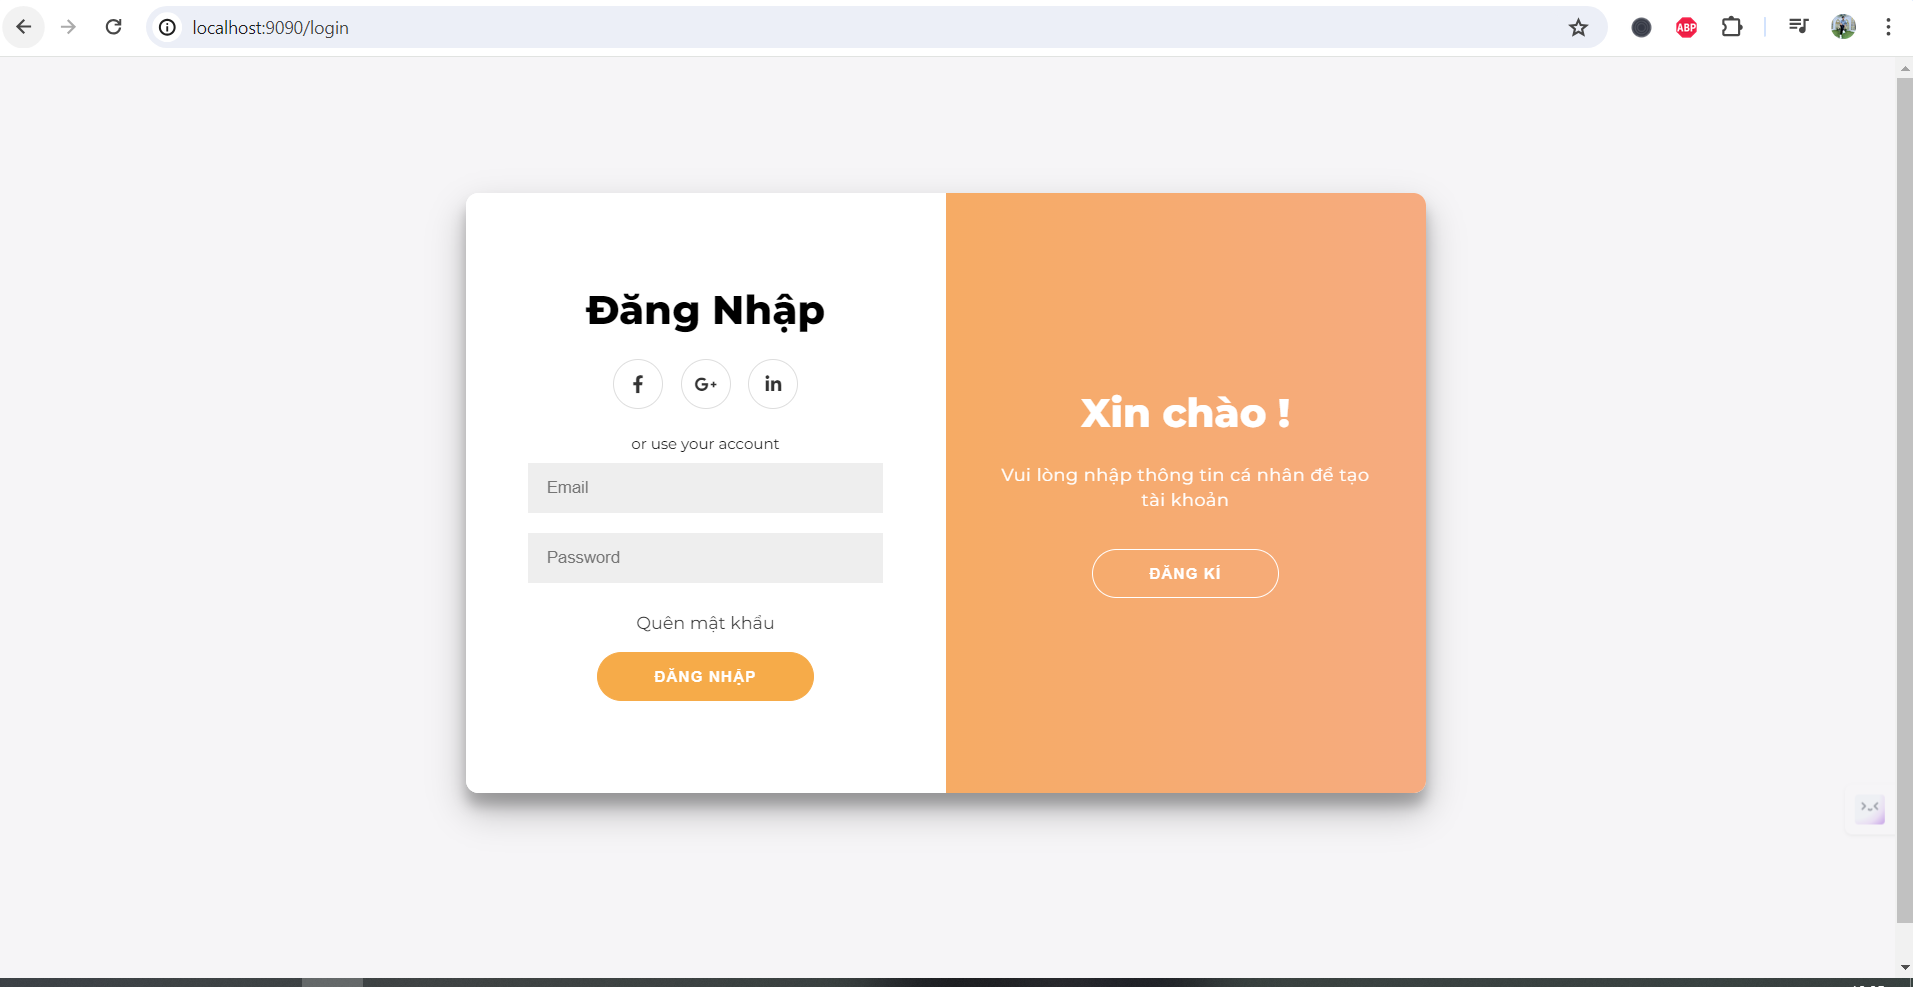 localhost:9090/login
ABP
Đăng Nhập
f
G+
in
or use your account
Email
Password
Quên mật khẩu
ĐĂNG NHẬP
Xin chào !
Vui lòng nhập thông tin cá nhân để tạo
tài khoản
ĐĂNG KÍ